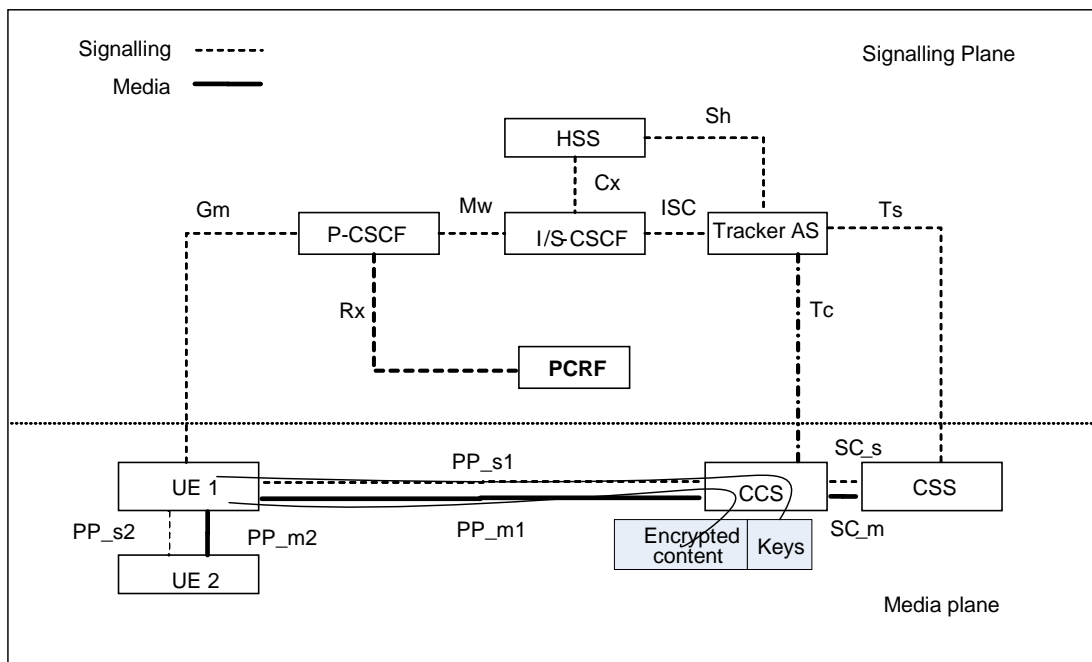 Signalling
Media
Signalling Plane
Sh
HSS
Cx
Gm
Mw
ISC
Ts
P-CSCF
I/S-CSCF
Tracker AS
Rx
Tc
PCRF
PP_s1
SC_s
UE 1
CCS
CSS
PP_s2
PP_m2
PP_m1
SC_m
Encrypted
content
Keys
UE 2
Media plane